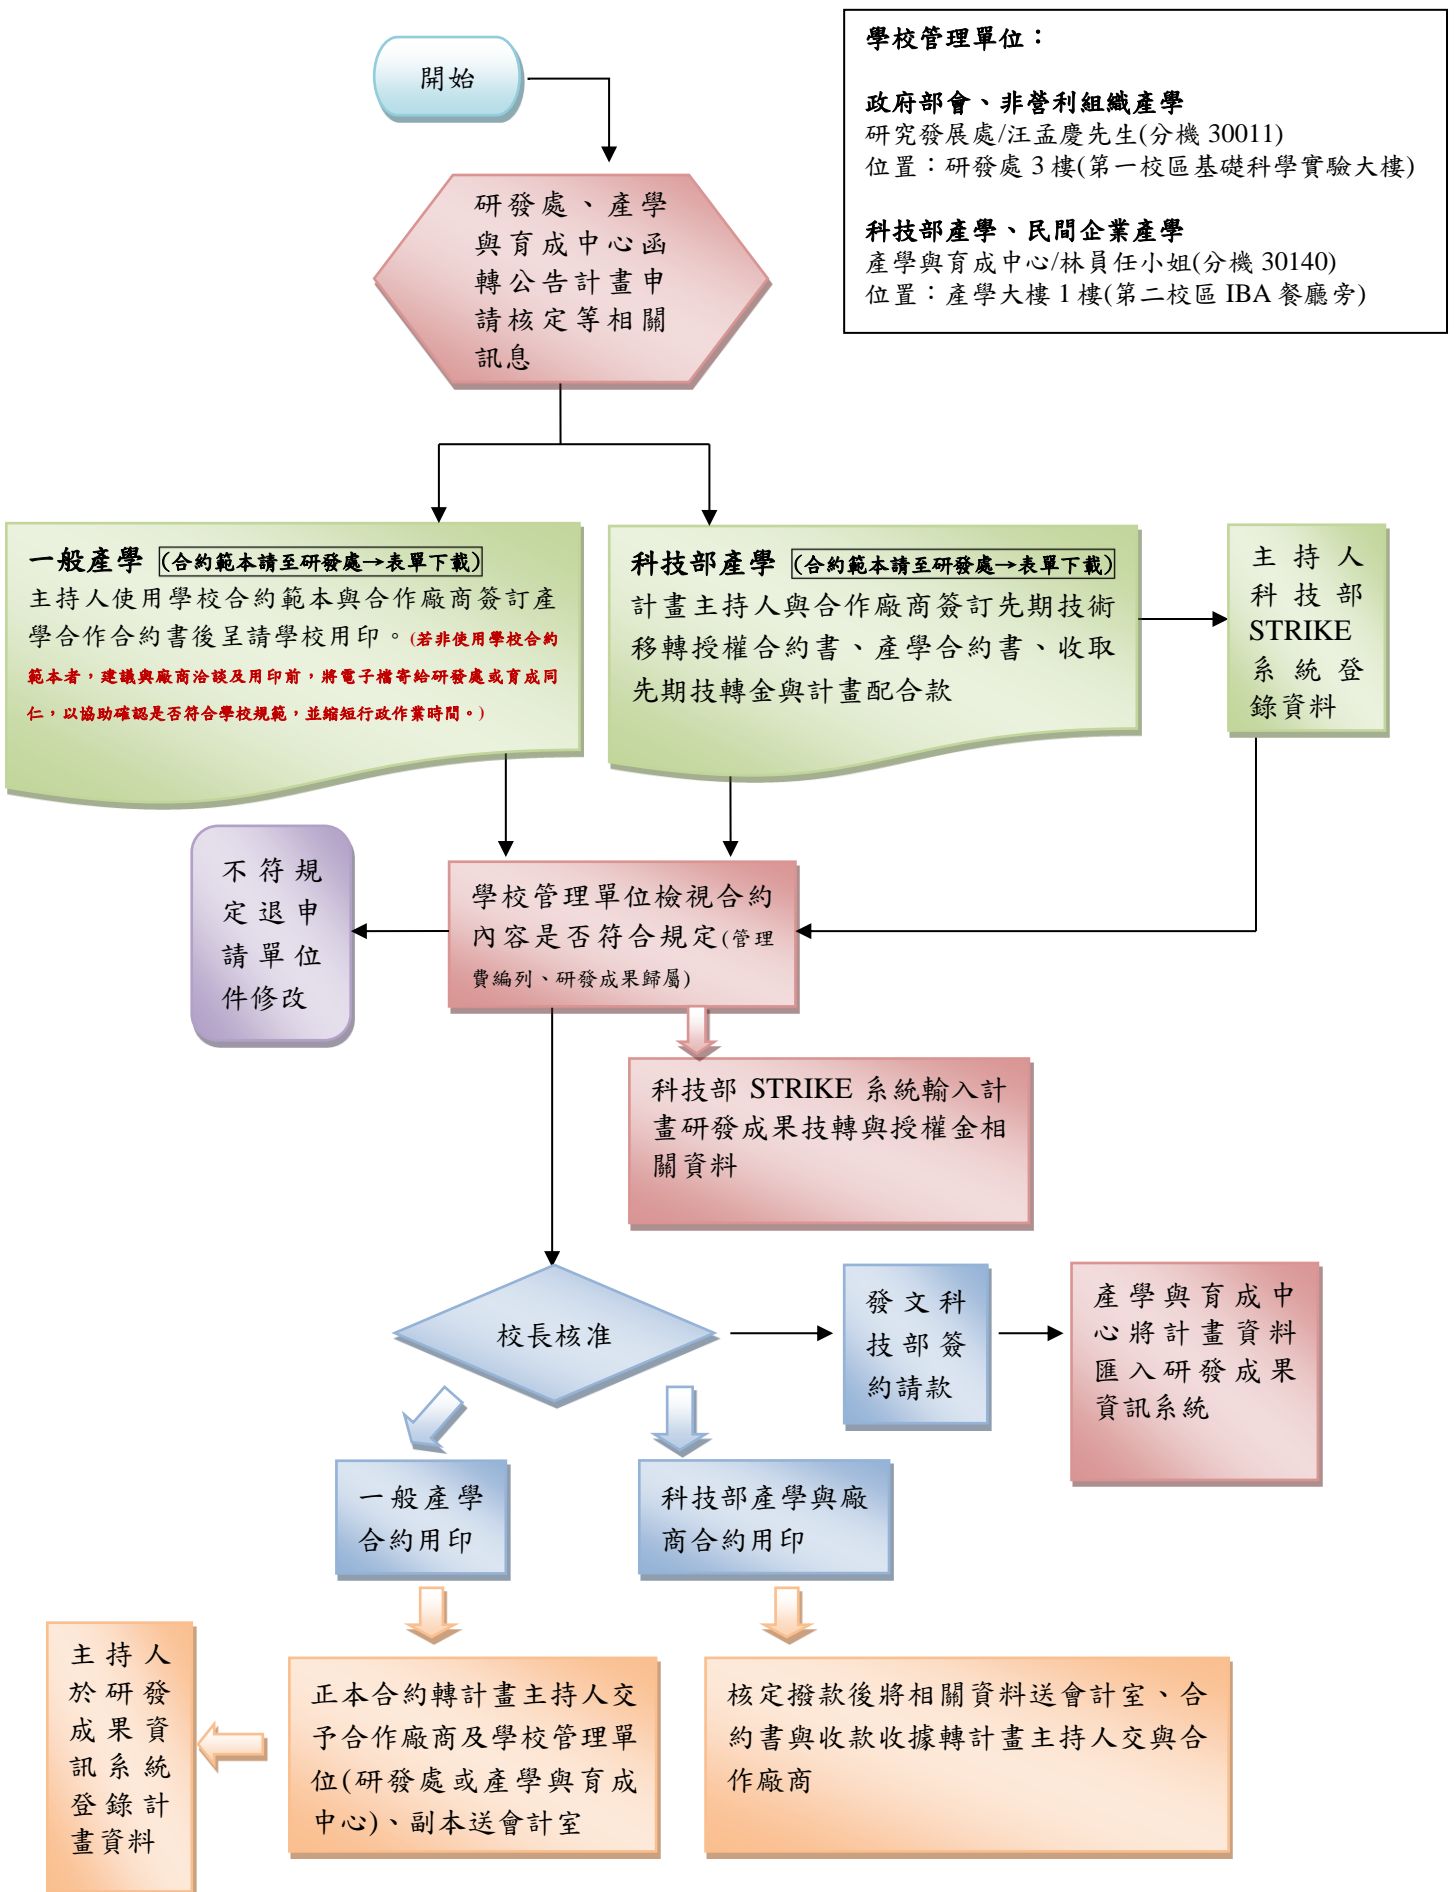 開始
學校管理單位：
政府部會、非營利組織產學
研究發展處/汪孟慶先生(分機 30011)
位置：研發處 3 樓(第一校區基礎科學實驗大樓)
科技部產學、民間企業產學
產學與育成中心/林員任小姐(分機 30140)
位置：產學大樓 1 樓(第二校區 IBA 餐廳旁)
研發處、產學
與育成中心函
轉公告計畫申
請核定等相關
訊息
一般產學 (合約範本請至研發處→表單下載)
主持人使用學校合約範本與合作廠商簽訂產
學合作合約書後呈請學校用印。(若非使用學校合約
範本者，建議與廠商洽談及用印前，將電子檔寄給研發處或育成同
仁，以協助確認是否符合學校規範，並縮短行政作業時間。)
科技部產學 (合約範本請至研發處→表單下載)
計畫主持人與合作廠商簽訂先期技術
移轉授權合約書、產學合約書、收取
先期技轉金與計畫配合款
主持人
科技部
STRIKE
系統登
錄資料
不符規
定退申
請單位
件修改
學校管理單位檢視合約
內容是否符合規定(管理
費編列、研發成果歸屬)
科技部 STRIKE 系統輸入計
畫研發成果技轉與授權金相
關資料
校長核准
發文科
技部簽
約請款
產學與育成中
心將計畫資料
匯入研發成果
資訊系統
一般產學
合約用印
科技部產學與廠
商合約用印
主持人
於研發
成果資
訊系統
登錄計
畫資料
正本合約轉計畫主持人交
予合作廠商及學校管理單
位(研發處或產學與育成
中心)、副本送會計室
核定撥款後將相關資料送會計室、合
約書與收款收據轉計畫主持人交與合
作廠商